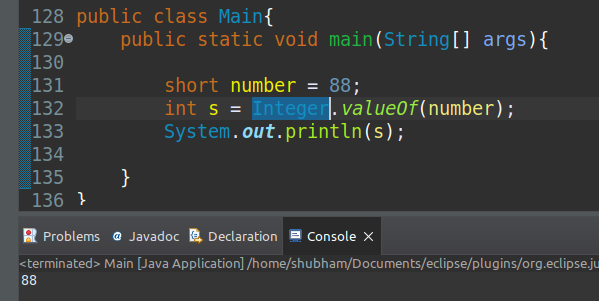 128 public class Main{
129 public static void main(String[] args){
130
131 short number = 88;
132 int s = Integer.valueOf(number);
133 System.out.println(s);
134
135 }
136 }
Problems @ Javadoc Declaration Console
<terminated> Main [Java Application] /home/shubham/Documents/eclipse/plugins/org.eclipse.ju
88